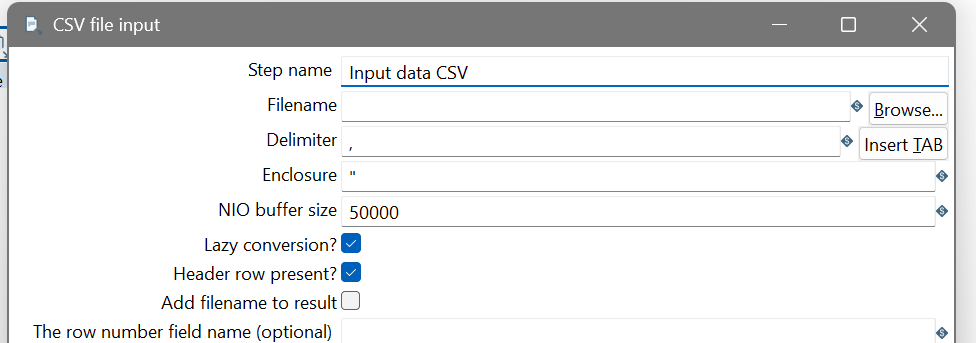 CSV file input
Step name Input data CSV
Filename Browse...
Delimiter , Insert TAB
Enclosure "
NIO buffer size 50000
Lazy conversion?
Header row present?
Add filename to result
The row number field name (optional)